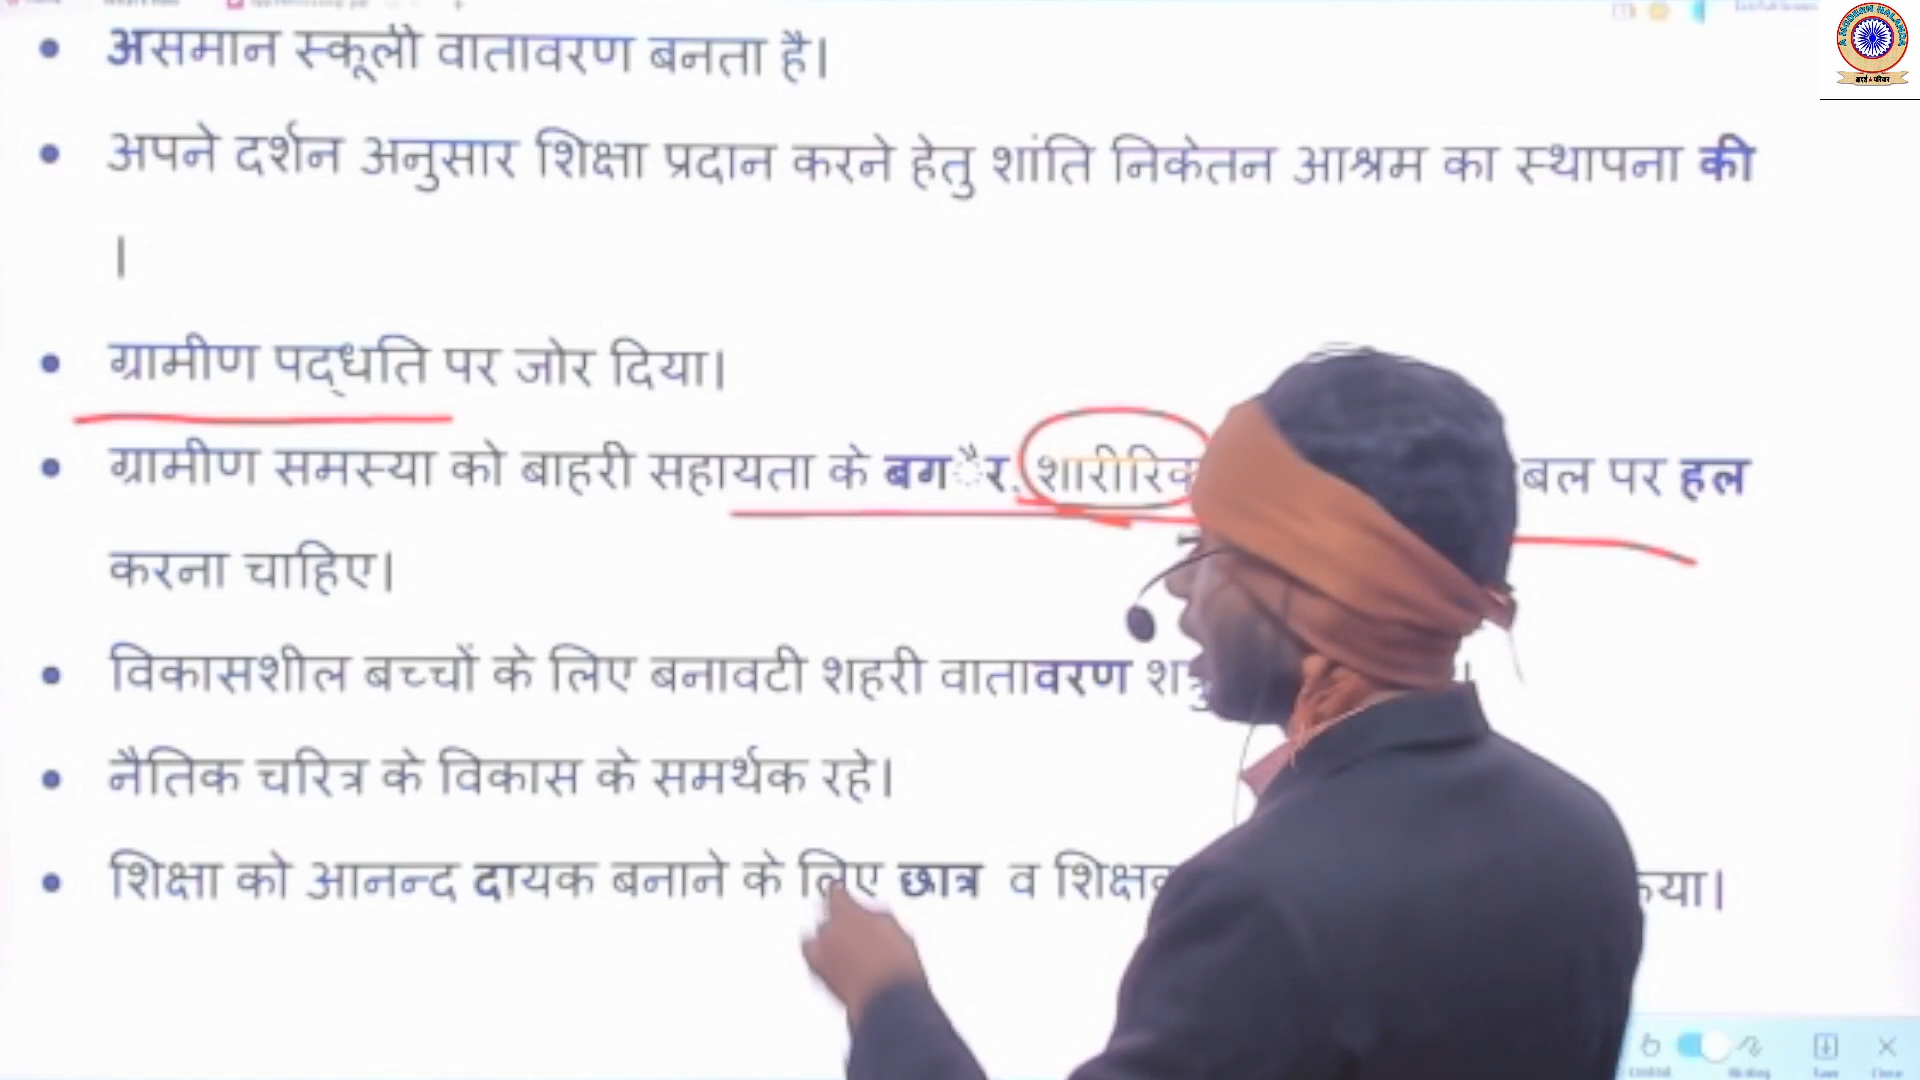 असमान स्कूली वातावरण बनता है।
अपने दर्शन अनुसार शिक्षा प्रदान करने हेतु शांति निकेतन आश्रम का स्थापना की
।
ग्रामीण पद्धति पर जोर दिया।
ग्रामीण समस्या को बाहरी सहायता के बगैर, शारीरिक बल पर हल
करना चाहिए।
विकासशील बच्चों के लिए बनावटी शहरी वातावरण
नैतिक चरित्र के विकास के समर्थक रहे।
शिक्षा को आनन्द दायक बनाने के लिए छात्र व
A MODERN NALANDA